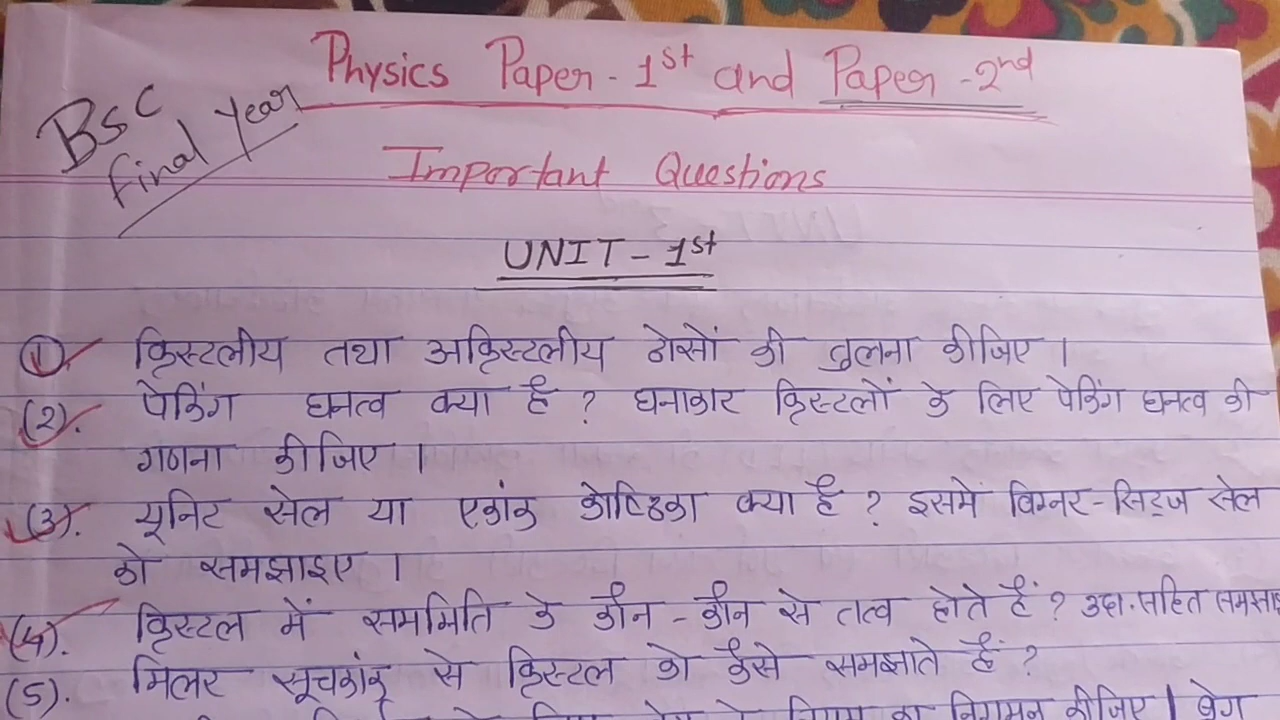 Physics Paper - 1st and Paper - 2nd
BSC
final year
Important Questions
UNIT - 1st
(1). क्रिस्टलीय तथा अक्रिस्टलीय ठोसों की तुलना कीजिए ।
(2). पेकिंग घनत्व क्या है ? घनाकार क्रिस्टलों के लिए पेकिंग घनत्व की
गणना कीजिए ।
(3). यूनिट सेल या एकांक कोष्ठिका क्या है ? इसमें विग्नर-सिट्ज सेल
को समझाइए ।
(4). क्रिस्टल में सममिति के कौन - कौन से तत्व होते हैं ? उदा. सहित
(5). मिलर सूचकांक से क्रिस्टल को कैसे समझाते हैं ?
निगमन कीजिए । वेग